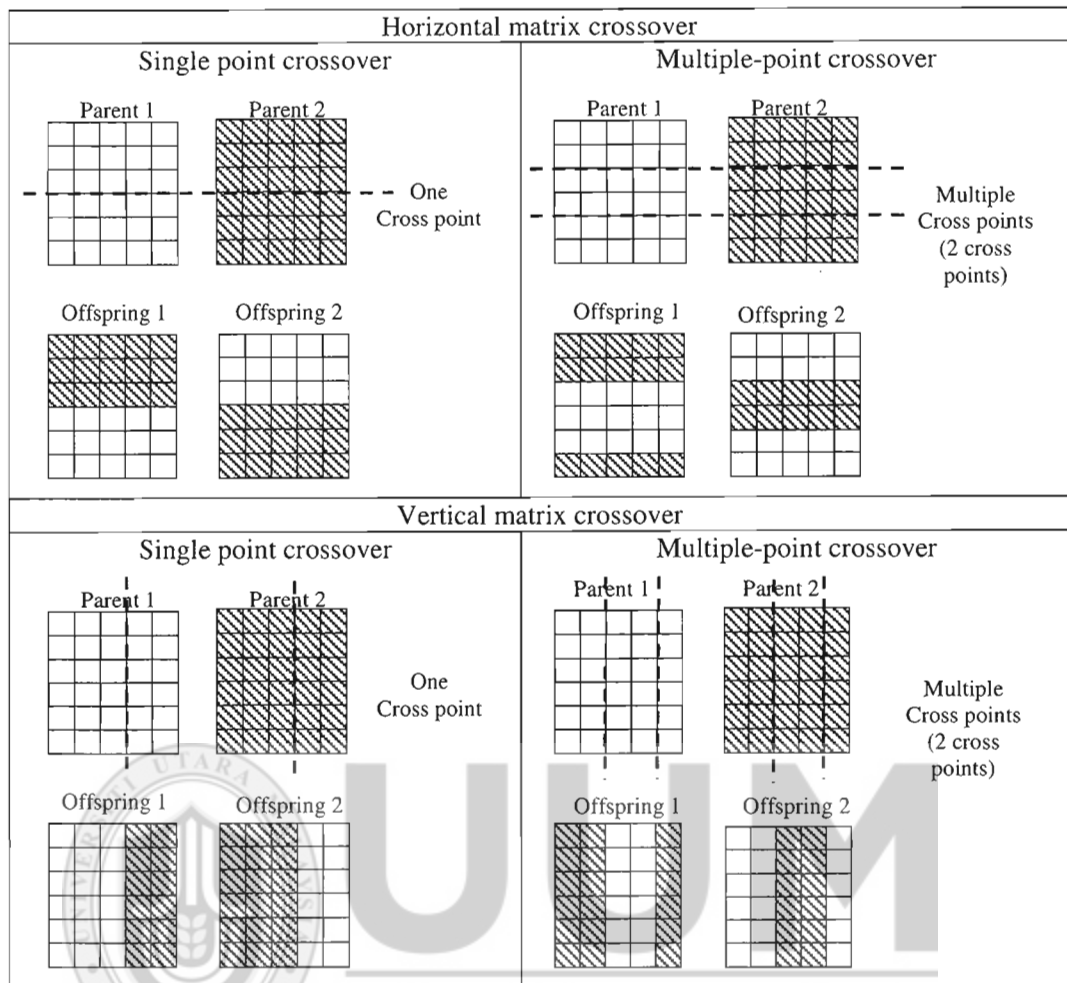 Horizontal matrix crossover
Single point crossover
Parent 1
Parent 2
One
Cross point
Offspring 1
Offspring 2
Multiple-point crossover
Parent 1
Parent 2
Multiple
Cross points
(2 cross
points)
Offspring 1
Offspring 2
Vertical matrix crossover
Single point crossover
Parent 1
Parent 2
One
Cross point
Offspring 1
Offspring 2
Multiple-point crossover
Parent 1
Parent 2
Multiple
Cross points
(2 cross
points)
Offspring 1
Offspring 2
UUM
UTARA